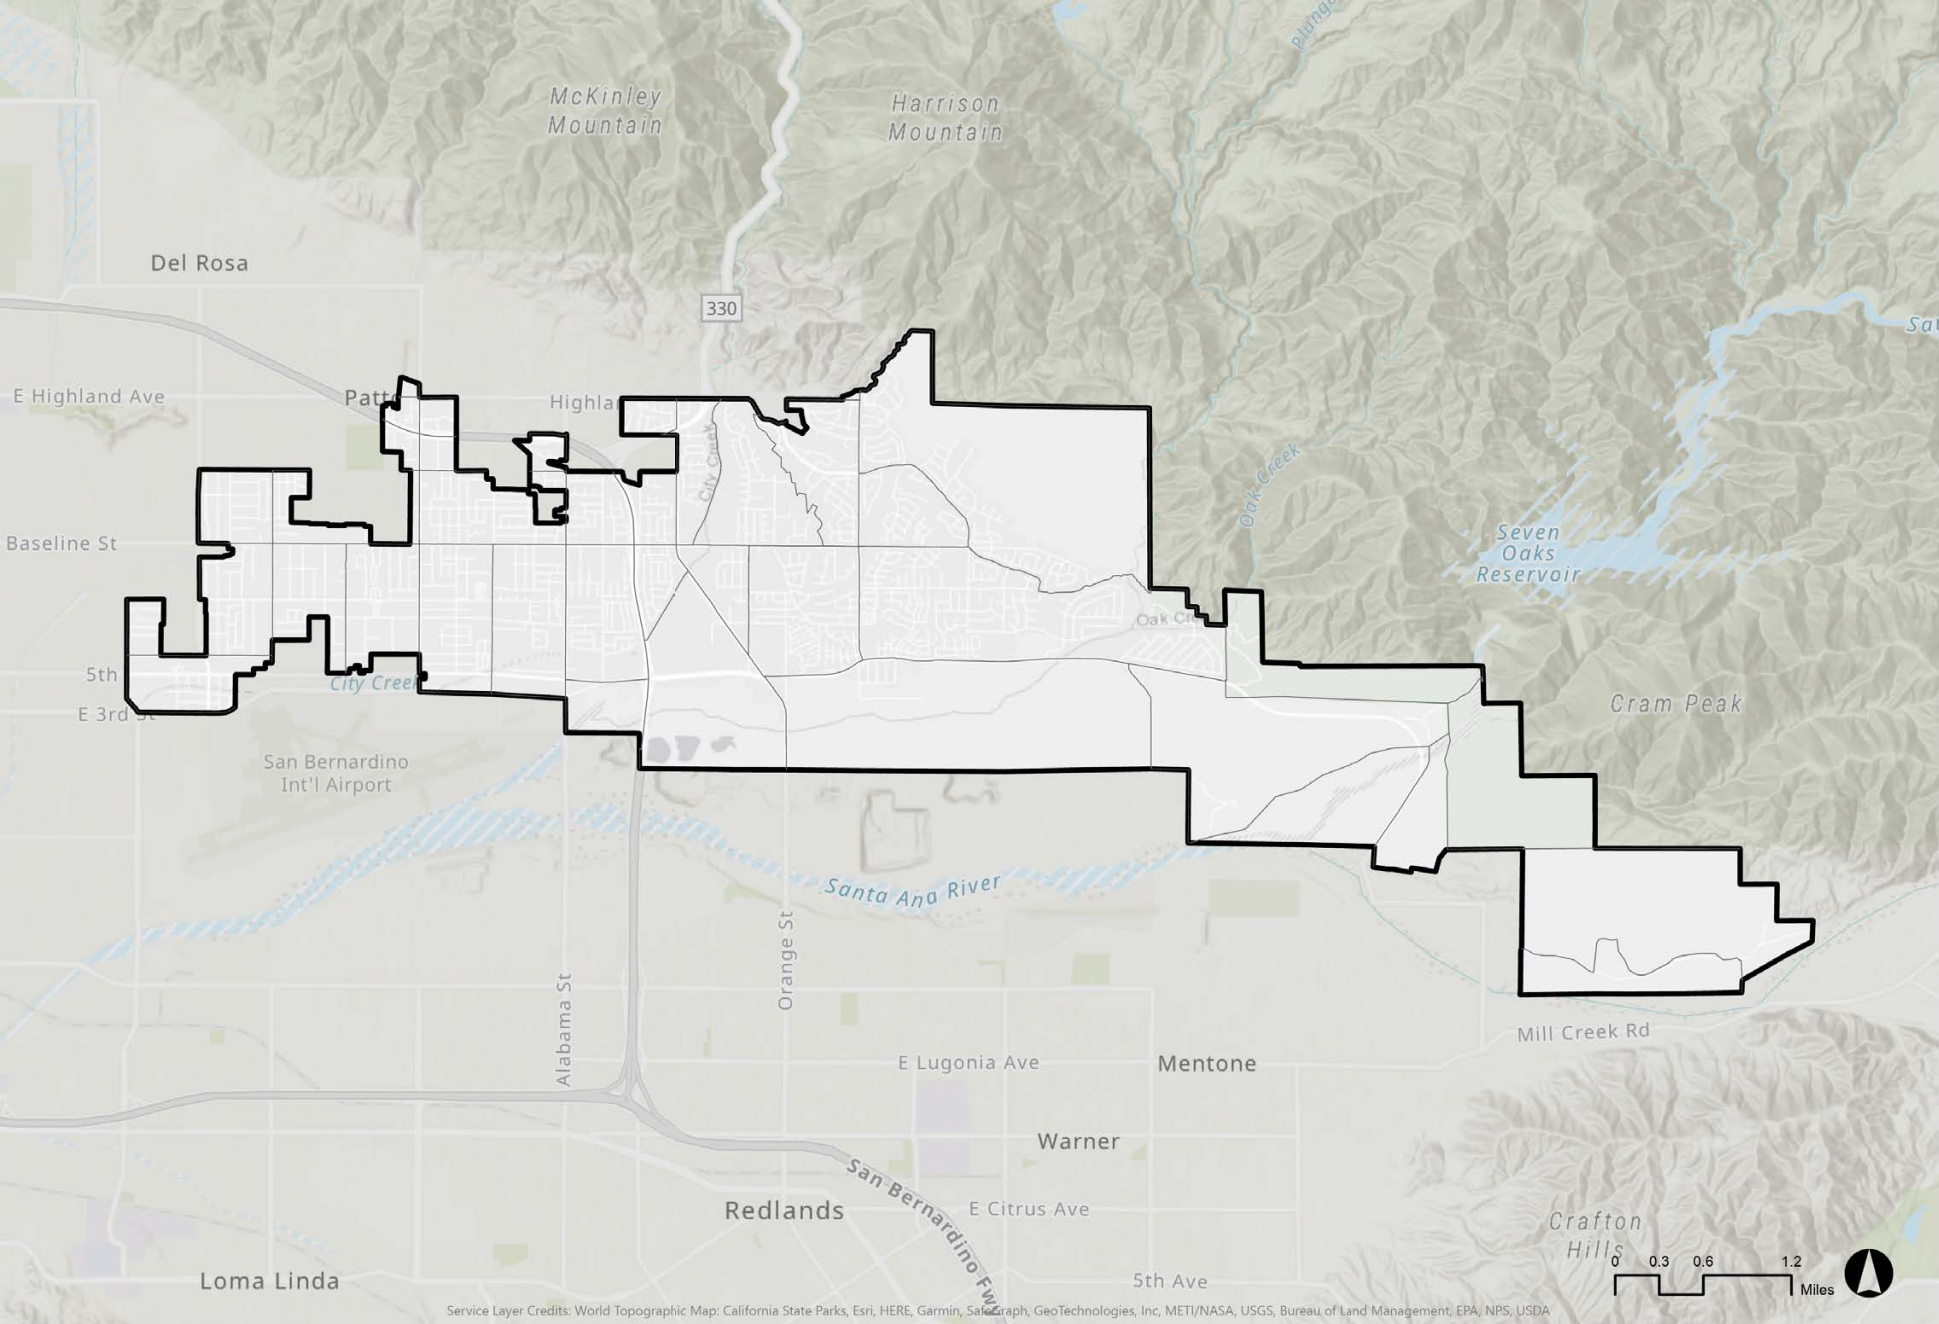 Plunge
McKinley
Mountain
Harrison
Mountain
Del Rosa
330
Sa
E Highland Ave
Patto
Highla
City Creek
Oak Creek
Baseline St
Seven
Oaks
Reservoir
Oak Cre
5th
City Creek
E 3rd St
Cram Peak
San Bernardino
Int'l Airport
Santa Ana River
Orange St
Alabama St
Mill Creek Rd
E Lugonia Ave
Mentone
Warner
San Bernardino Fwy
Redlands
E Citrus Ave
Crafton
Hills
Loma Linda
5th Ave
0 0.3 0.6 1.2
Miles
Service Layer Credits: World Topographic Map: California State Parks, Esri, HERE, Garmin, SafeGraph, GeoTechnologies, Inc, METI/NASA, USGS, Bureau of Land Management, EPA, NPS, USDA